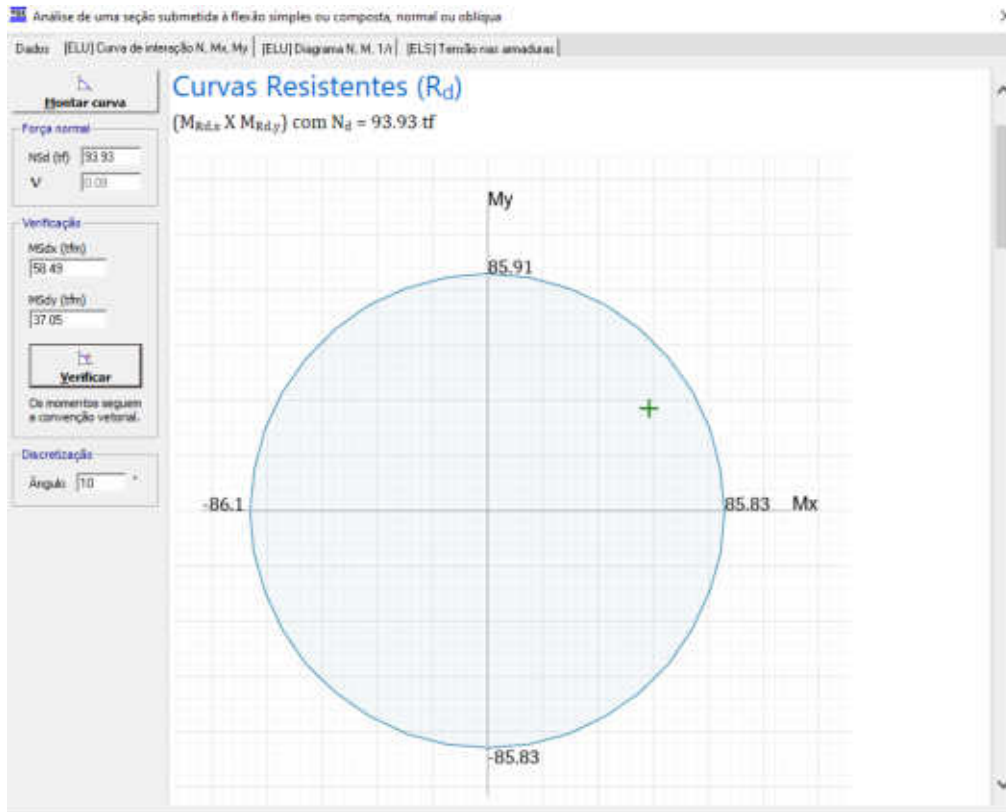 Análise de uma seção submetida à flexão simples ou composta, normal ou oblíqua
Dados [ELU] Curva de interação N, Mx, My [ELU] Diagrama N, M, 1/r [ELS] Tensão nas armaduras
Montar curva
Força normal
NSd (tf) 93.93
ν 0.09
Verificação
MSdx (tfm)
58.49
MSdy (tfm)
37.05
Verificar
Os momentos seguem
a convenção vetorial.
Discretização
Ângulo 10 °
Curvas Resistentes (Rd)
(MRd,x X MRd,y) com Nd = 93.93 tf
My
85.91
-86.1
85.83 Mx
-85.83